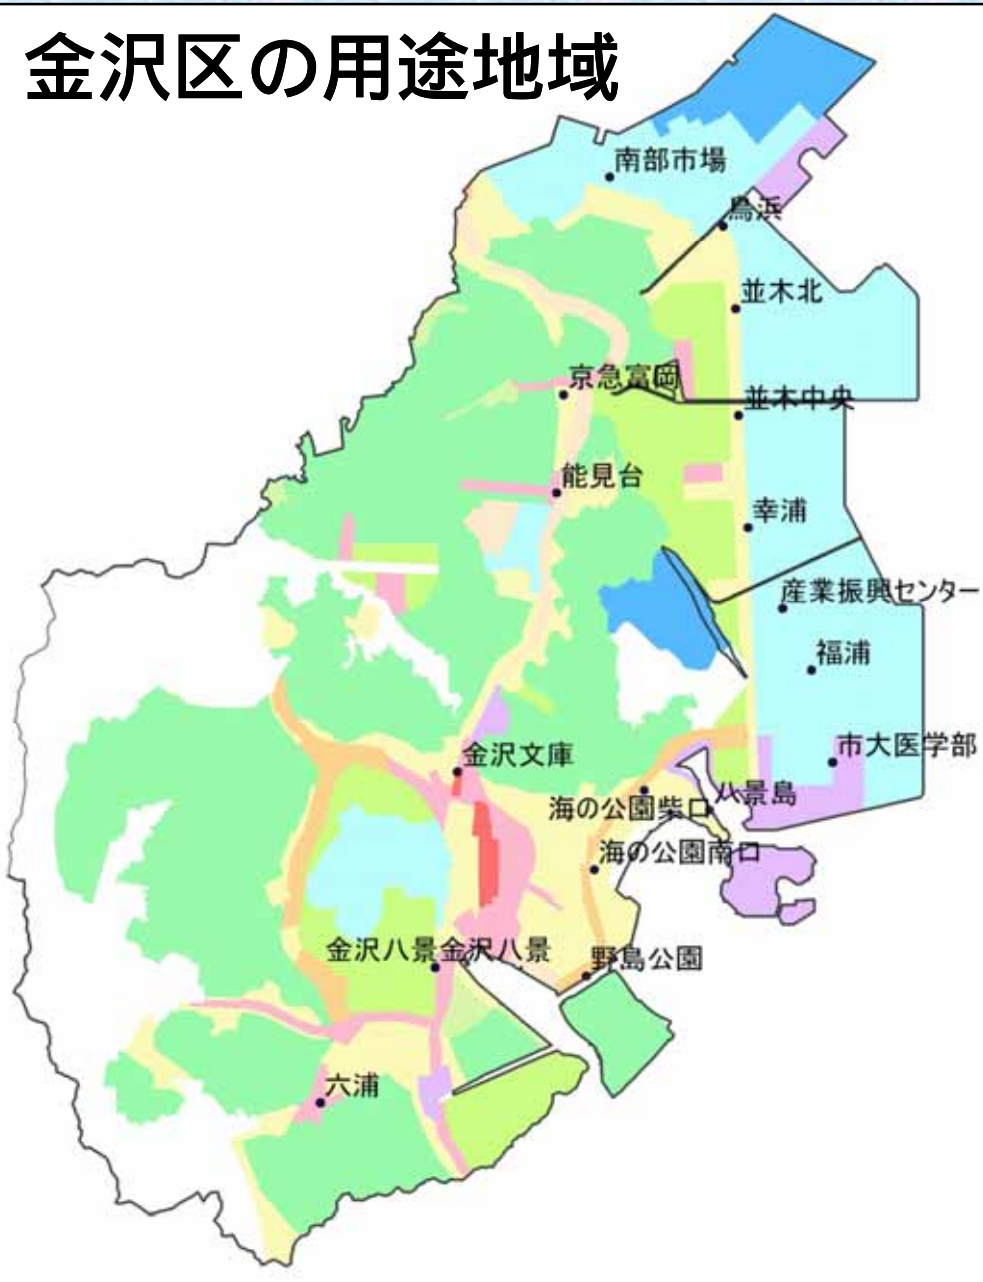 金沢区の用途地域
南部市場
鳥浜
並木北
京急富岡
並木中央
能見台
幸浦
産業振興センター
福浦
市大医学部
金沢文庫
八景島
海の公園柴口
海の公園南口
金沢八景
金沢八景
野島公園
六浦